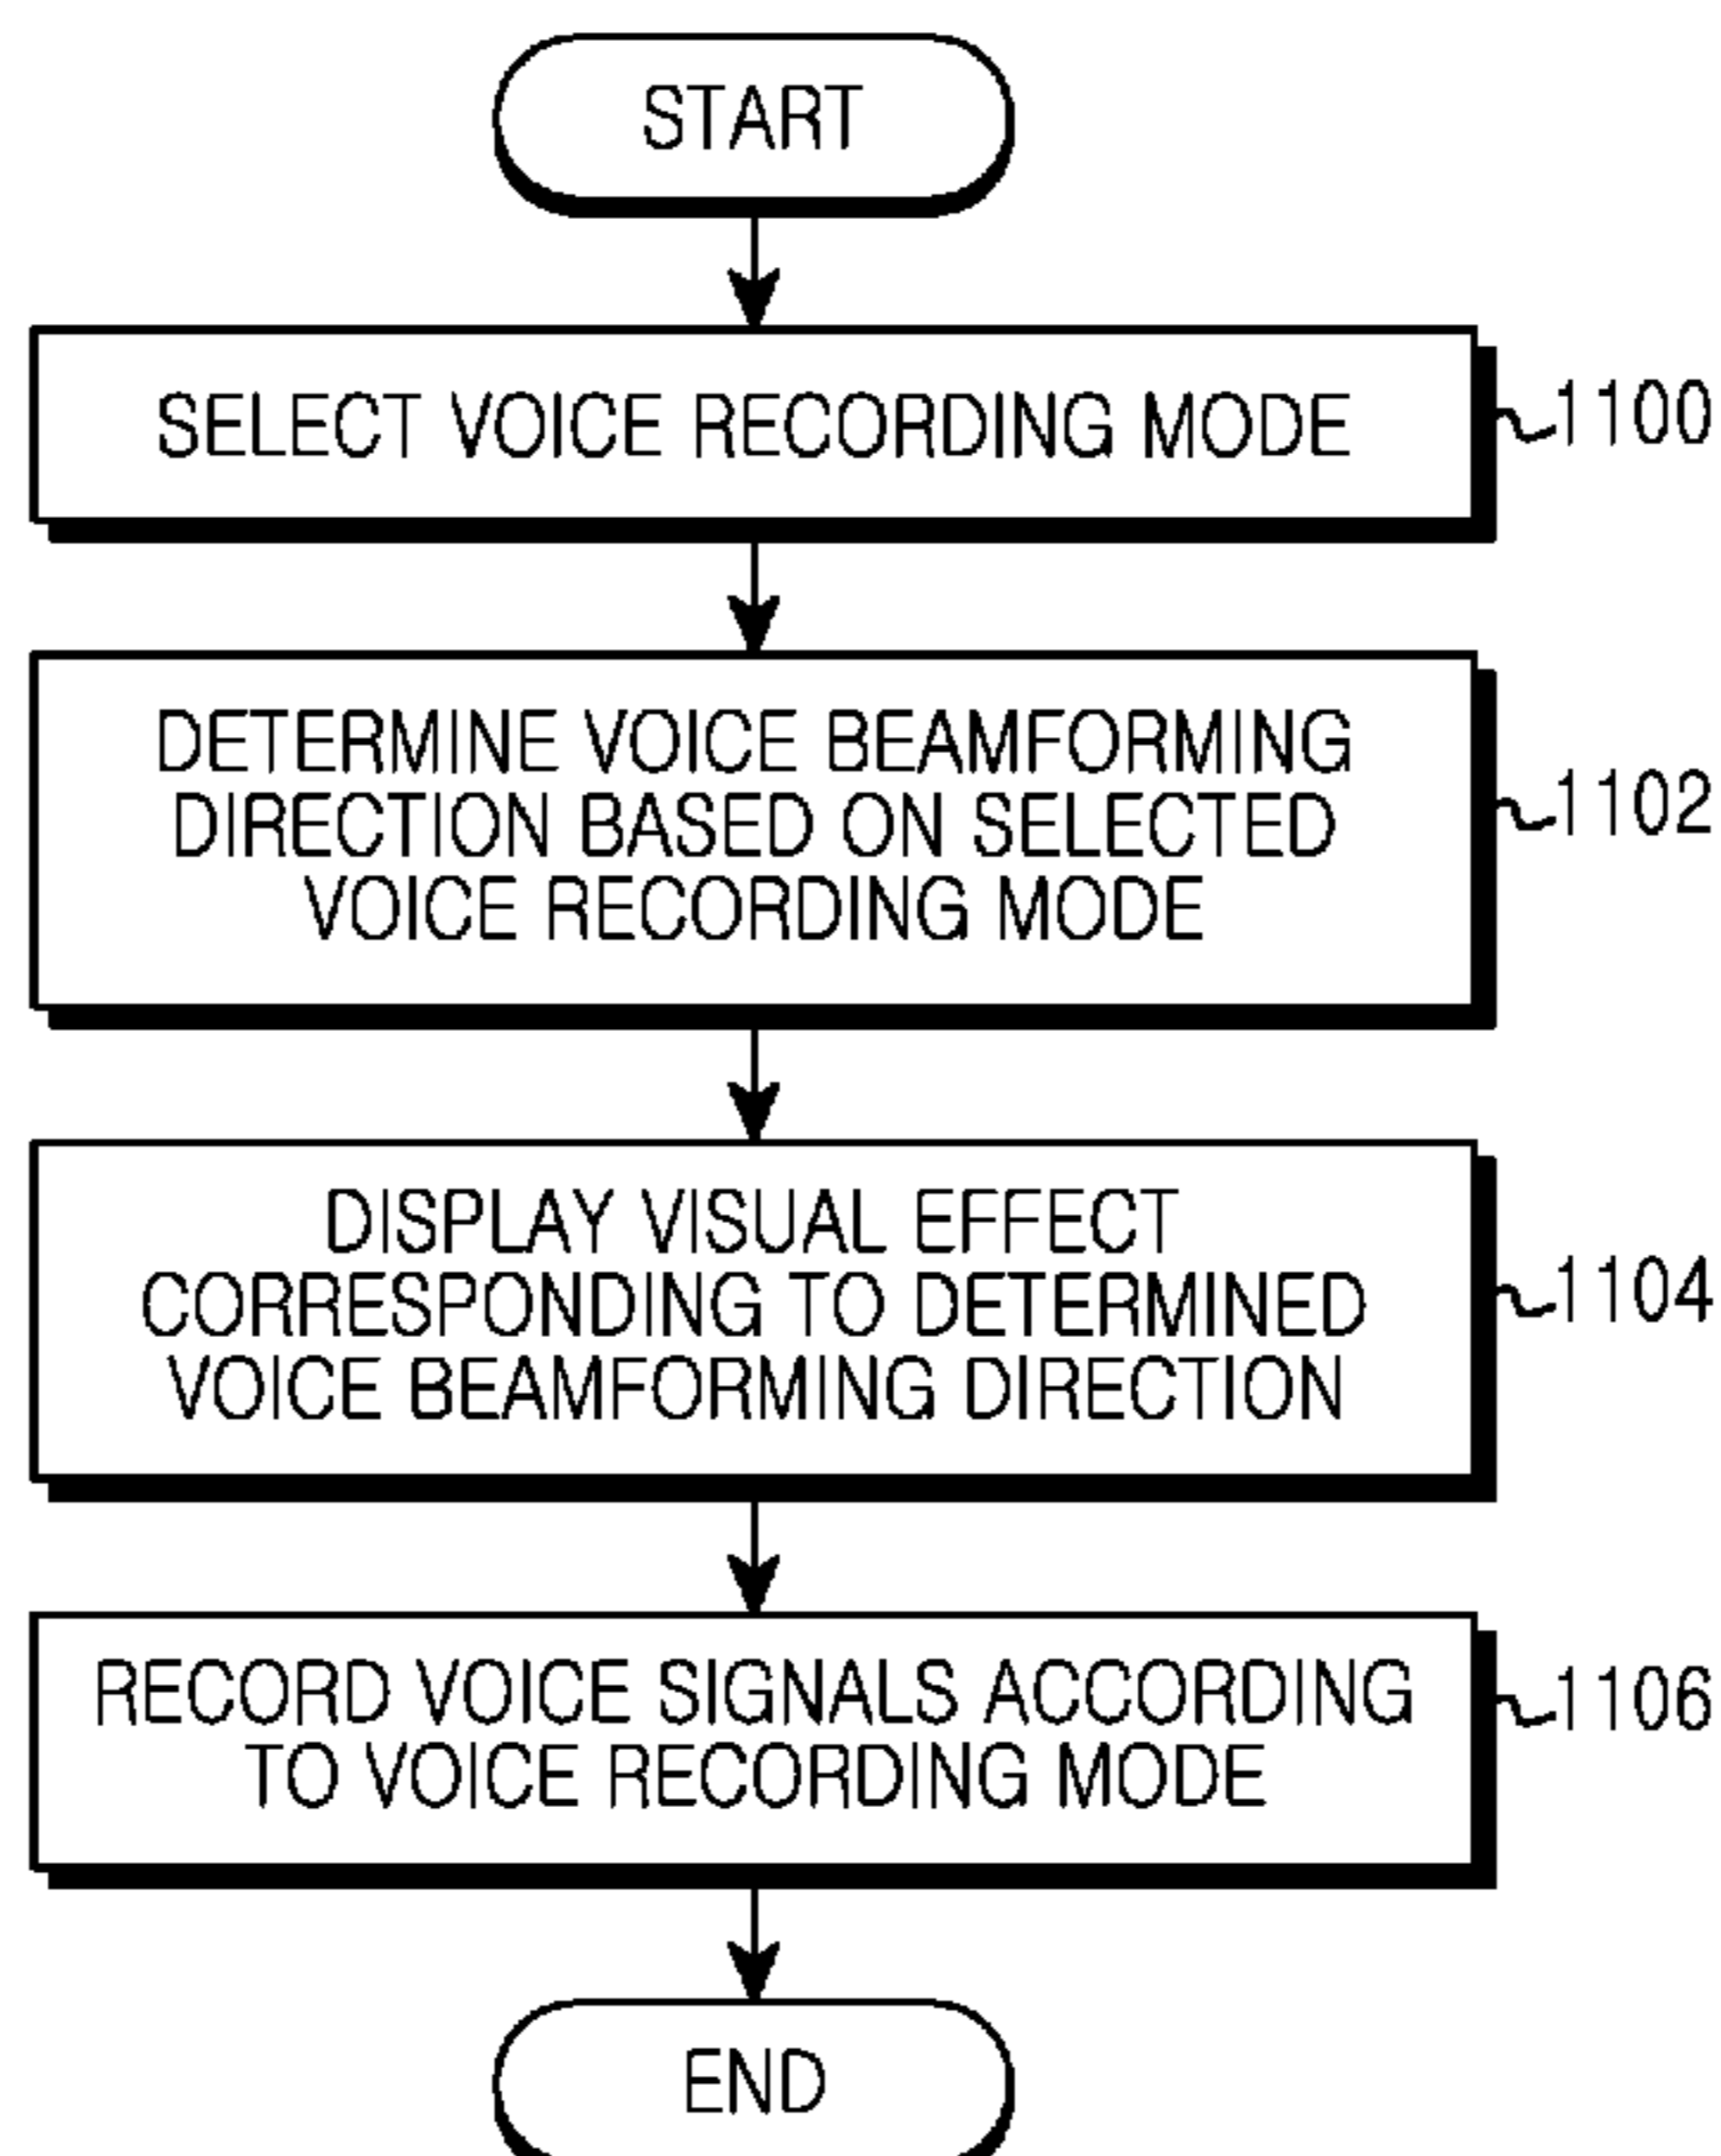 START
SELECT VOICE RECORDING MODE
1100
DETERMINE VOICE BEAMFORMING
DIRECTION BASED ON SELECTED
VOICE RECORDING MODE
1102
DISPLAY VISUAL EFFECT
CORRESPONDING TO DETERMINED
VOICE BEAMFORMING DIRECTION
1104
RECORD VOICE SIGNALS ACCORDING
TO VOICE RECORDING MODE
1106
END